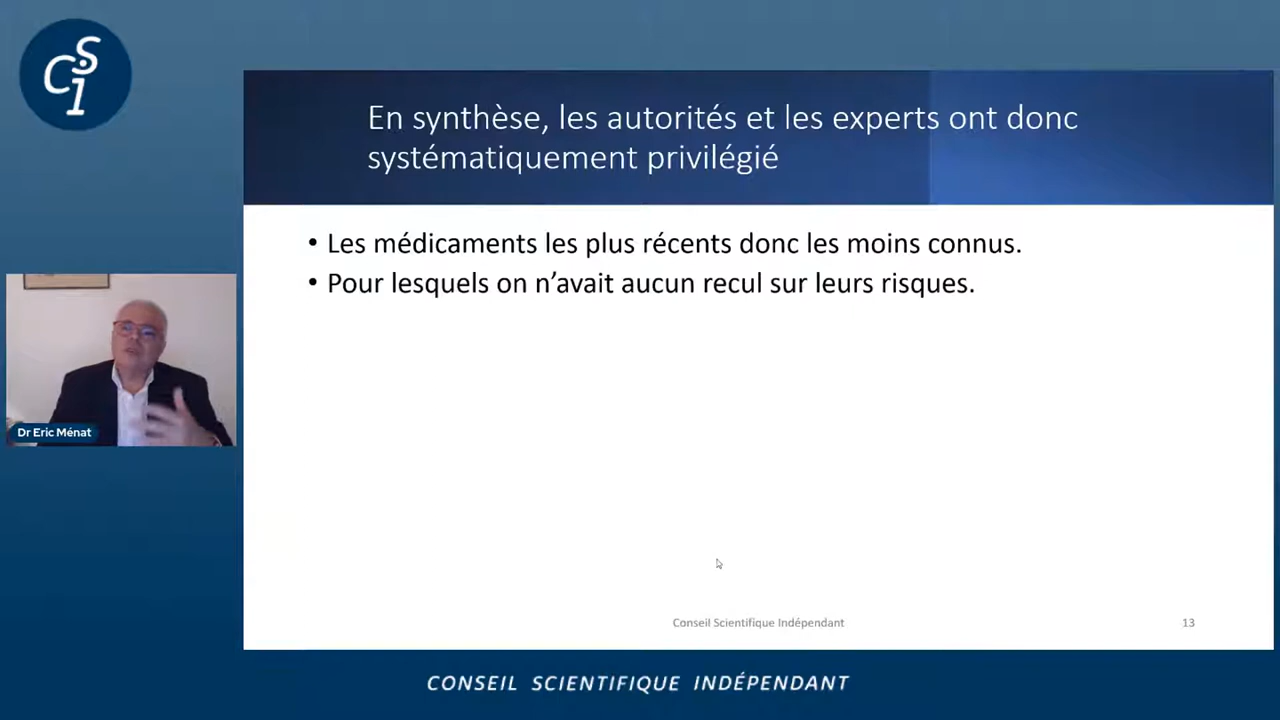 CSI
En synthèse, les autorités et les experts ont donc
systématiquement privilégié
• Les médicaments les plus récents donc les moins connus.
• Pour lesquels on n’avait aucun recul sur leurs risques.
Dr Eric Ménat
Conseil Scientifique Indépendant
13
CONSEIL SCIENTIFIQUE INDÉPENDANT